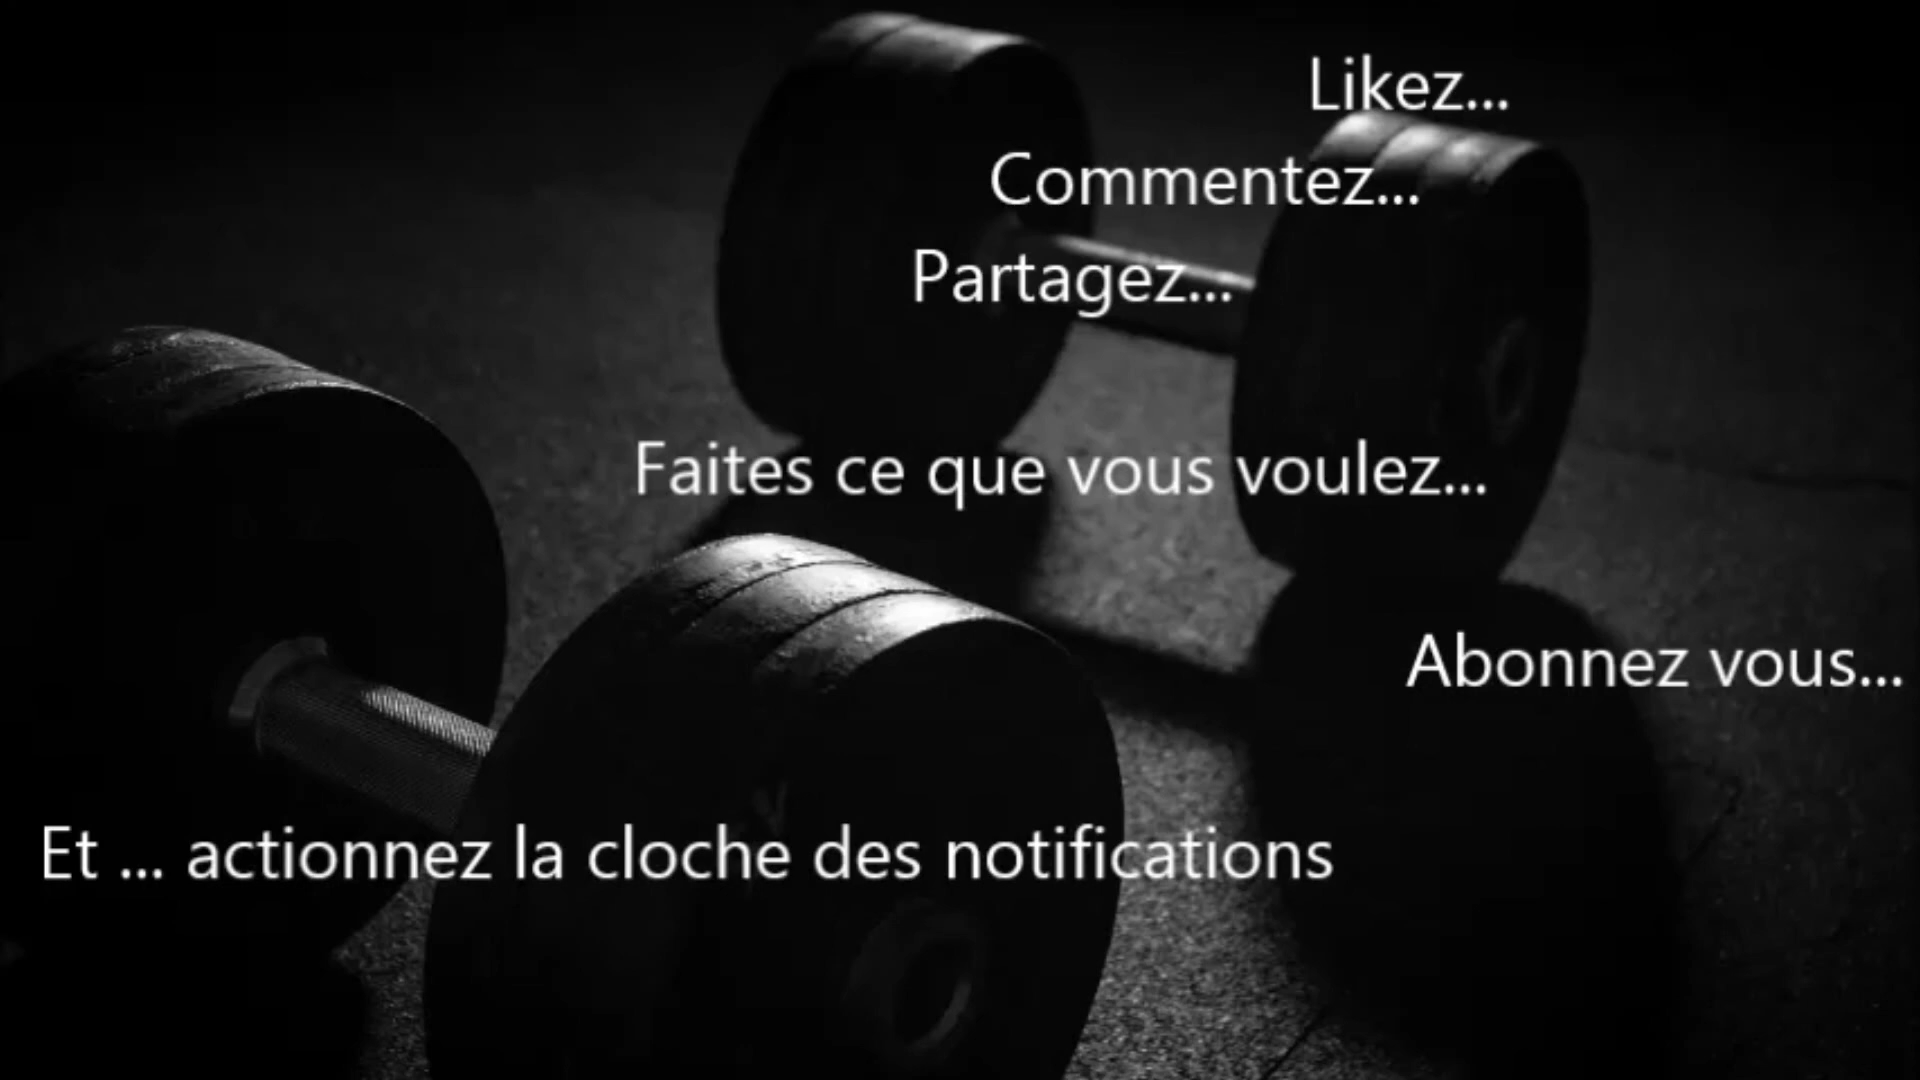 Likez...
Commentez...
Partagez...
Faites ce que vous voulez...
Abonnez vous...
Et ... actionnez la cloche des notifications